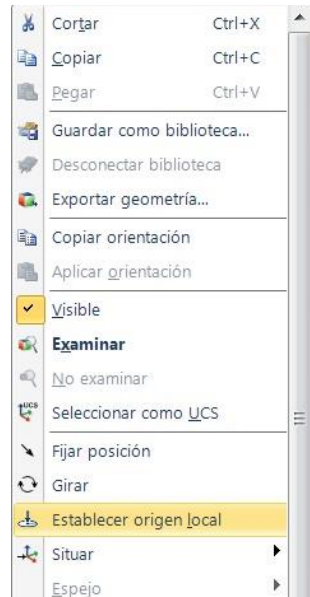 Cortar Ctrl+X
Copiar Ctrl+C
Pegar Ctrl+V
Guardar como biblioteca...
Desconectar biblioteca
Exportar geometría...
Copiar orientación
Aplicar orientación
Visible
Examinar
No examinar
UCS Seleccionar como UCS
Fijar posición
Girar
Establecer origen local
Situar
Espejo